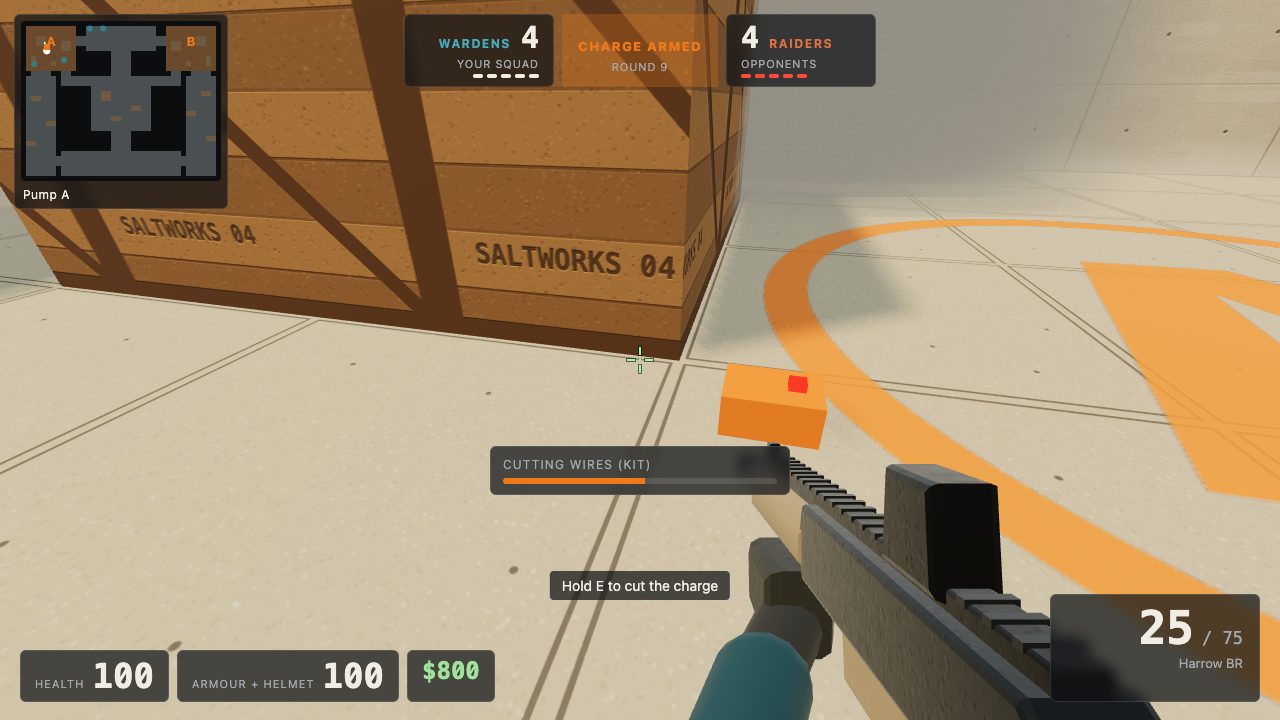 A
B
Pump A
WARDENS 4
YOUR SQUAD
CHARGE ARMED
ROUND 9
4 RAIDERS
OPPONENTS
SALTWORKS 04
SALTWORKS 04
CUTTING WIRES (KIT)
Hold E to cut the charge
HEALTH 100
ARMOUR + HELMET 100
$800
25 / 75
Harrow BR